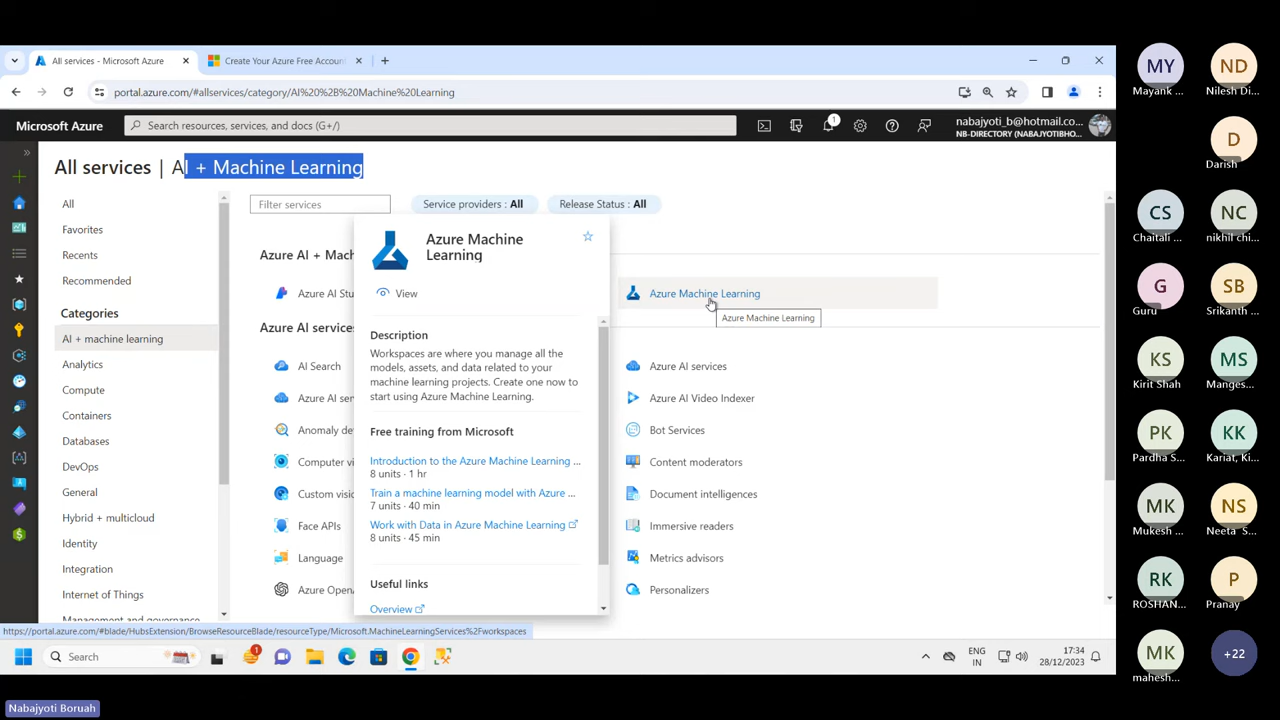 All services - Microsoft Azure
Create Your Azure Free Account
portal.azure.com/#allservices/category/AI%20%2B%20Machine%20Learning
Microsoft Azure
Search resources, services, and docs (G+/)
1
nabajyoti_b@hotmail.co...
NB-DIRECTORY (NABAJYOTIBHO...
All services | AI + Machine Learning
All
Favorites
Recents
Recommended
Categories
AI + machine learning
Analytics
Compute
Containers
Databases
DevOps
General
Hybrid + multicloud
Identity
Integration
Internet of Things
Management and governance
Filter services
Service providers : All
Release Status : All
Azure AI + Mach
Azure AI Stu
Azure Machine Learning
Azure Machine Learning
Azure AI services
AI Search
Azure AI services
Azure AI ser
Azure AI Video Indexer
Anomaly de
Bot Services
Computer vi
Content moderators
Custom visio
Document intelligences
Face APIs
Immersive readers
Language
Metrics advisors
Azure Open
Personalizers
Azure Machine
Learning
View
Description
Workspaces are where you manage all the
models, assets, and data related to your
machine learning projects. Create one now to
start using Azure Machine Learning.
Free training from Microsoft
Introduction to the Azure Machine Learning ...
8 units · 1 hr
Train a machine learning model with Azure ...
7 units · 40 min
Work with Data in Azure Machine Learning
8 units · 45 min
Useful links
Overview
https://portal.azure.com/#blade/HubsExtension/BrowseResourceBlade/resourceType/Microsoft.MachineLearningServices%2Fworkspaces
Search
1
ENG
IN
17:34
28/12/2023
Nabajyoti Boruah
MY
Mayank ...
ND
Nilesh Di...
D
Darish
CS
Chaitali ...
NC
nikhil chi...
G
Guru
SB
Srikanth ...
KS
Kirit Shah
MS
Manges...
PK
Pardha S...
KK
Kariat, Ki...
MK
Mukesh ...
NS
Neeta S...
RK
ROSHAN...
P
Pranay
MK
mahesh...
+22